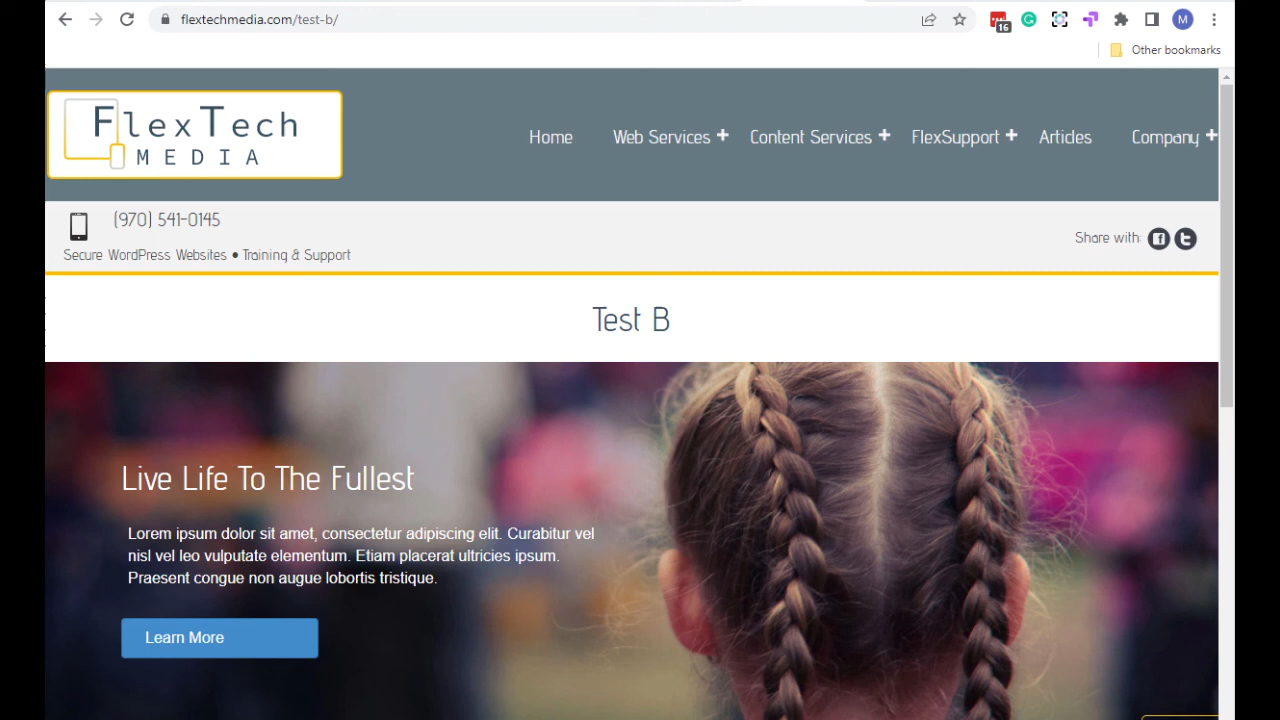 flextechmedia.com/test-b/
16
M
Other bookmarks
FlexTech
MEDIA
Home Web Services + Content Services + FlexSupport + Articles Company +
(970) 541-0145
Secure WordPress Websites • Training & Support
Share with:
Test B
Live Life To The Fullest
Lorem ipsum dolor sit amet, consectetur adipiscing elit. Curabitur vel
nisl vel leo vulputate elementum. Etiam placerat ultricies ipsum.
Praesent congue non augue lobortis tristique.
Learn More